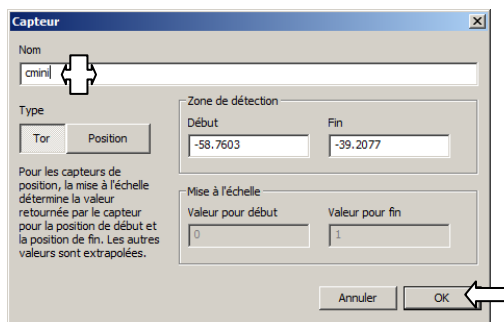 Capteur
Nom
cmini
Type
Tor Position
Pour les capteurs de
position, la mise à l'échelle
détermine la valeur
retournée par le capteur
pour la position de début et
la position de fin. Les autres
valeurs sont extrapolées.
Zone de détection
Début Fin
-58.7603 -39.2077
Mise à l'échelle
Valeur pour début Valeur pour fin
0 1
Annuler OK